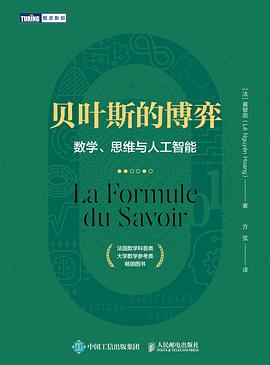 TURING 图灵新知
贝叶斯的博弈
数学、思维与人工智能
La Formule
du Savoir
法国数学科普类
大学数学参考类
畅销图书
[法] 黄黎原 (Lê Nguyên Hoang) 著
方弦 译
中国工信出版集团 人民邮电出版社
POSTS & TELECOM PRESS